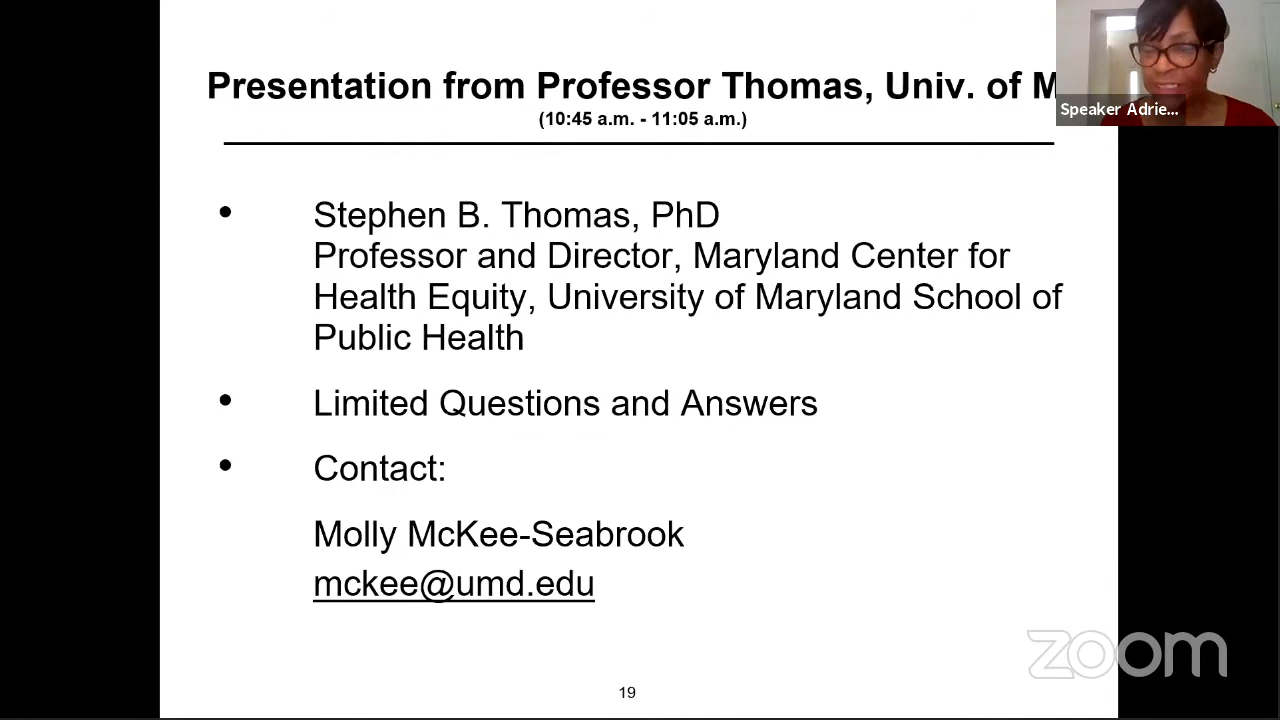 Presentation from Professor Thomas, Univ. of M
(10:45 a.m. - 11:05 a.m.)
Speaker Adrie...
• Stephen B. Thomas, PhD
Professor and Director, Maryland Center for
Health Equity, University of Maryland School of
Public Health
• Limited Questions and Answers
• Contact:
Molly McKee-Seabrook
mckee@umd.edu
zoom
19